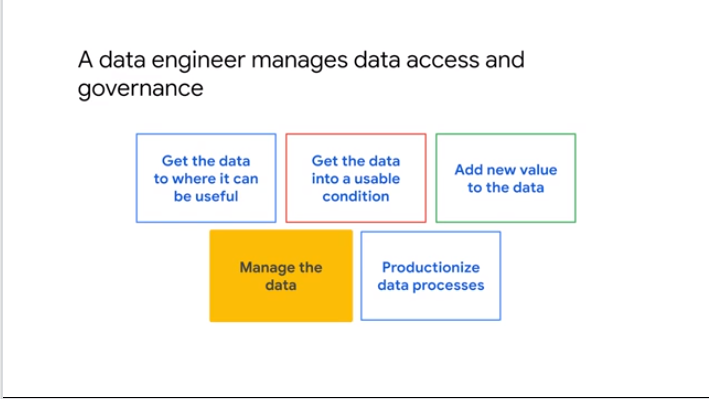 A data engineer manages data access and
governance
Get the data
to where it can
be useful
Get the data
into a usable
condition
Add new value
to the data
Manage the
data
Productionize
data processes